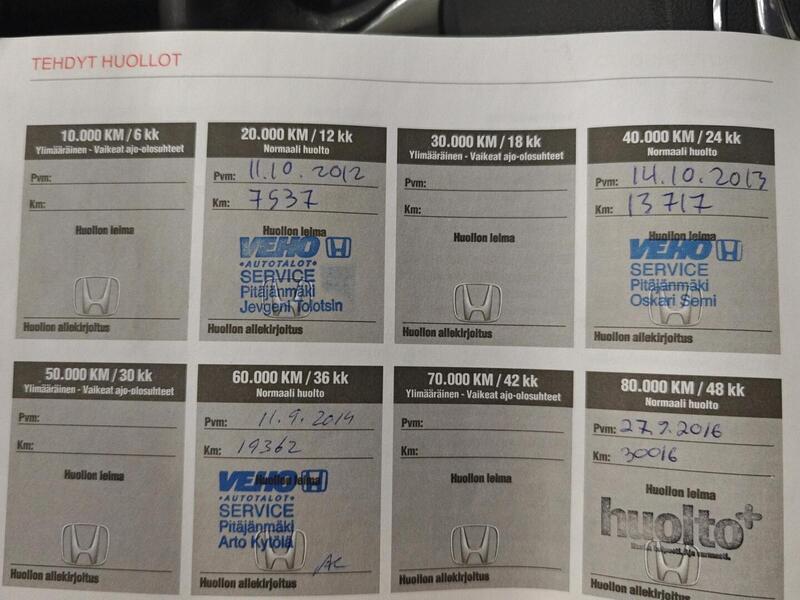 TEHDYT HUOLLOT
10.000 KM / 6 kk
Ylimääräinen - Vaikeat ajo-olosuhteet
Pvm:
Km:
Huollon leima
Huollon allekirjoitus
20.000 KM / 12 kk
Normaali huolto
Pvm: 11.10.2012
Km: 7937
Huollon leima
VEHO
•AUTOTALOT•
SERVICE
Pitäjänmäki
Jevgeni Tolotsin
Huollon allekirjoitus
30.000 KM / 18 kk
Ylimääräinen - Vaikeat ajo-olosuhteet
Pvm:
Km:
Huollon leima
Huollon allekirjoitus
40.000 KM / 24 kk
Normaali huolto
Pvm: 14.10.2013
Km: 13717
Huollon leima
VEHO
SERVICE
Pitäjänmäki
Oskari Semi
Huollon allekirjoitus
50.000 KM / 30 kk
Ylimääräinen - Vaikeat ajo-olosuhteet
Pvm:
Km:
Huollon leima
Huollon allekirjoitus
60.000 KM / 36 kk
Normaali huolto
Pvm: 11.9.2014
Km: 19362
Huollon leima
VEHO
•AUTOTALOT•
SERVICE
Pitäjänmäki
Arto Kytölä
Huollon allekirjoitus
70.000 KM / 42 kk
Ylimääräinen - Vaikeat ajo-olosuhteet
Pvm:
Km:
Huollon leima
Huollon allekirjoitus
80.000 KM / 48 kk
Normaali huolto
Pvm: 27.9.2016
Km: 30016
Huollon leima
huolto+
Huollon allekirjoitus